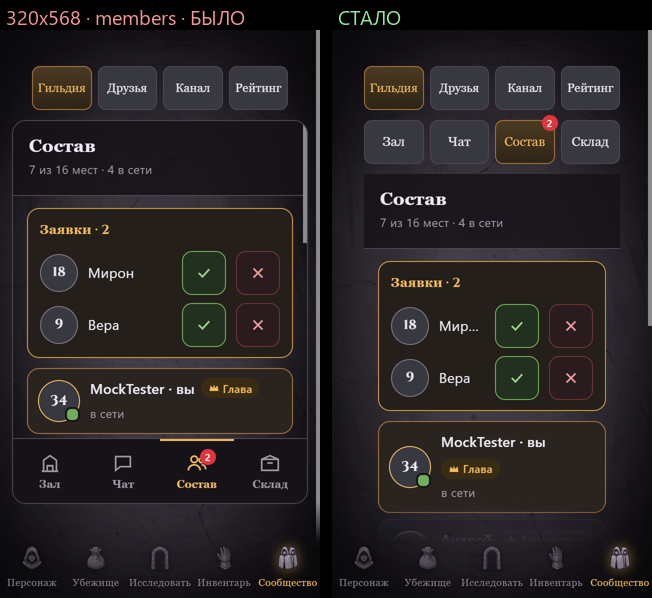 320x568 · members · БЫЛО
Гильдия Друзья Канал Рейтинг
Состав
7 из 16 мест · 4 в сети
Заявки · 2
18 Мирон
9 Вера
34 MockTester · вы Глава
в сети
2
Зал Чат Состав Склад
Персонаж Убежище Исследовать Инвентарь Сообщество
СТАЛО
Гильдия Друзья Канал Рейтинг
2
Зал Чат Состав Склад
Состав
7 из 16 мест · 4 в сети
Заявки · 2
18 Мир...
9 Вера
34 MockTester · вы
Глава
в сети
Персонаж Убежище Исследовать Инвентарь Сообщество